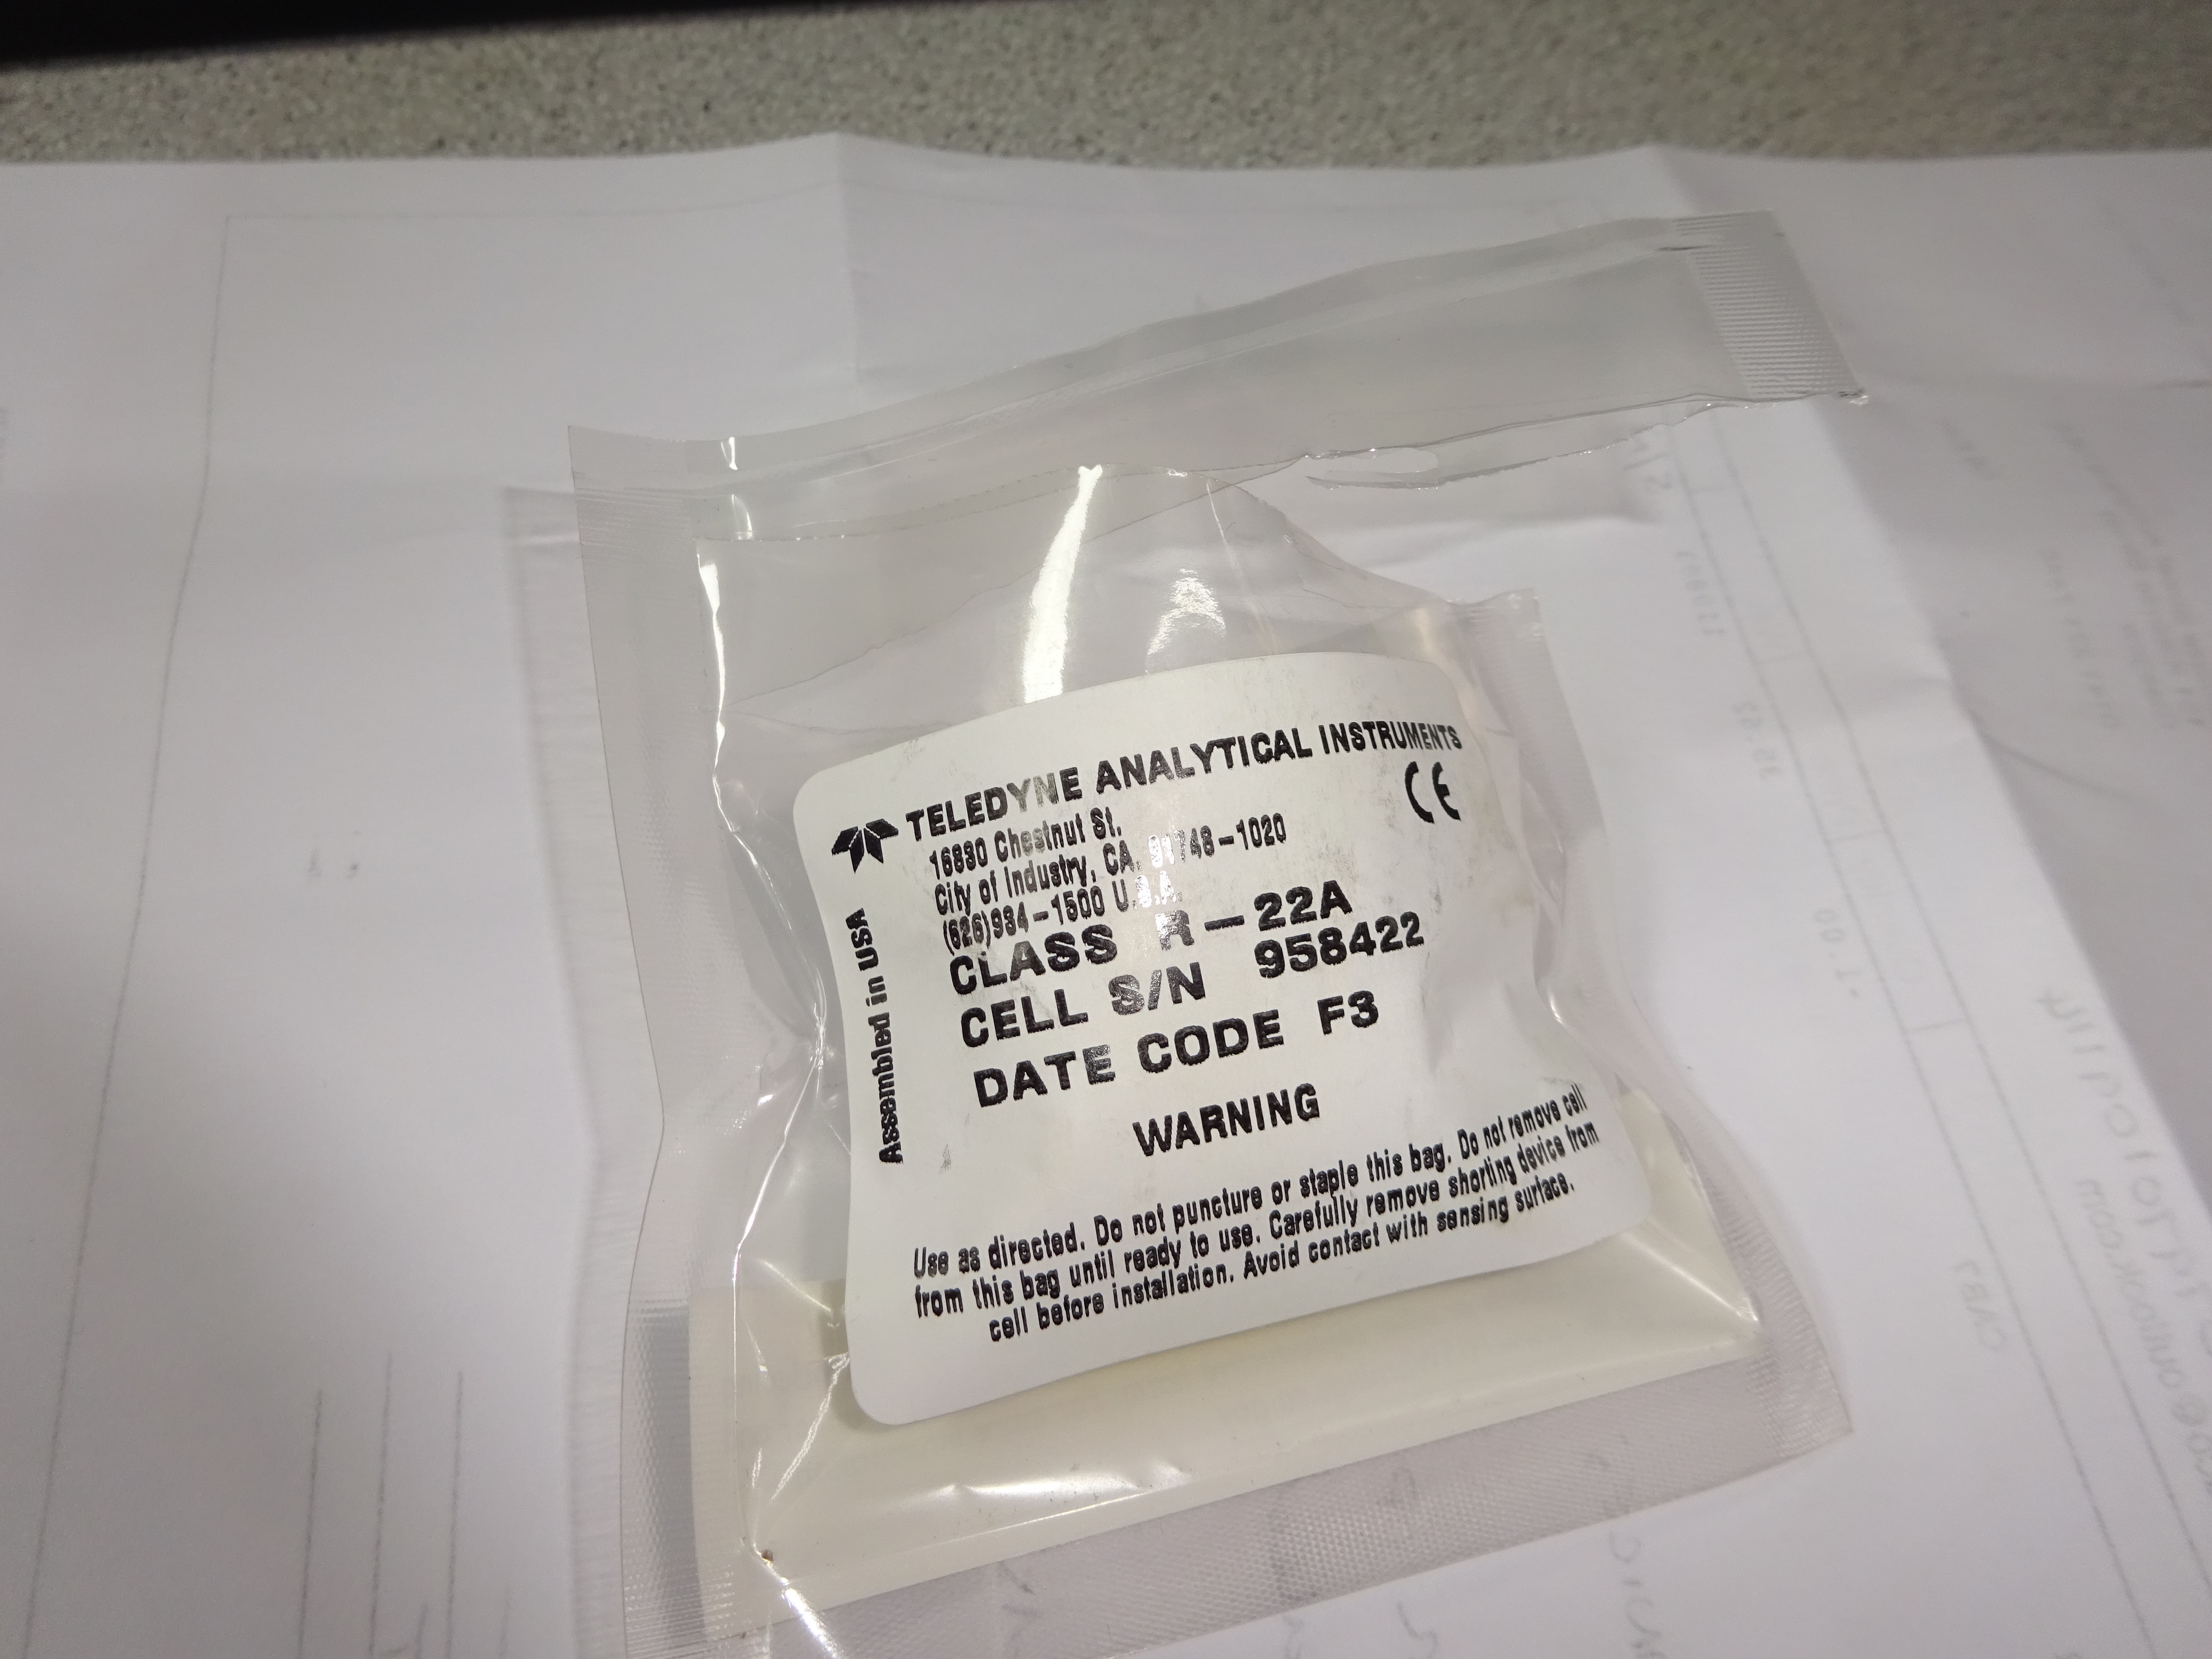 TELEDYNE ANALYTICAL INSTRUMENTS
CE
16830 Chestnut St.
City of Industry, CA. 91748-1020
(626)934-1500 U.S.A.
CLASS R-22A
CELL S/N 958422
DATE CODE F3
Assembled in USA
WARNING
Use as directed. Do not puncture or staple this bag. Do not remove cell
from this bag until ready to use. Carefully remove shorting device from
cell before installation. Avoid contact with sensing surface.